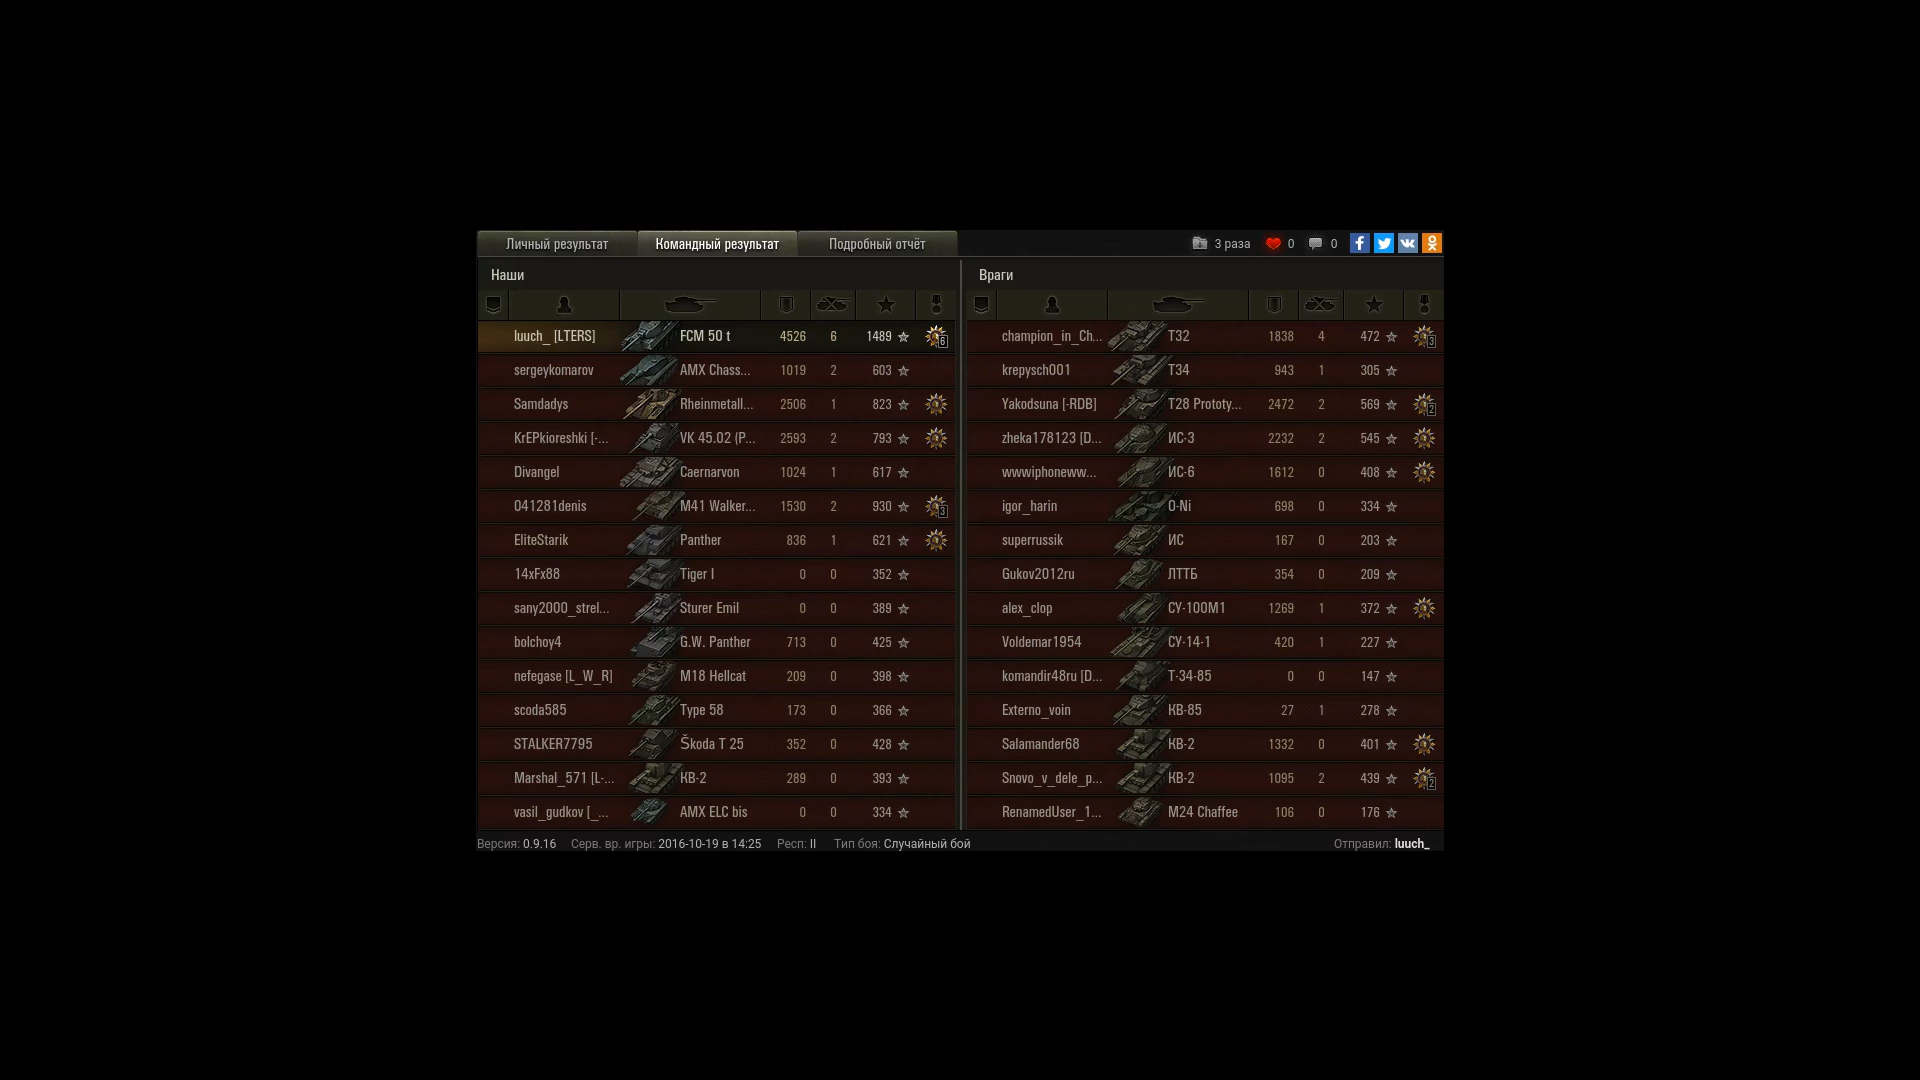 Личный результат Командный результат Подробный отчёт 3 раза 0 0
Наши Враги
luuch_ [LTERS] FCM 50 t 4526 6 1489 6 champion_in_Ch... T32 1838 4 472 3
sergeykomarov AMX Chass... 1019 2 603 krepysch001 T34 943 1 305
Samdadys Rheinmetall... 2506 1 823 Yakodsuna [-RDB] T28 Prototy... 2472 2 569 2
KrEPkioreshki [-... VK 45.02 (P... 2593 2 793 zheka178123 [D... ИС-3 2232 2 545
Divangel Caernarvon 1024 1 617 wwwiphoneww... ИС-6 1612 0 408
041281denis M41 Walker... 1530 2 930 3 igor_harin O-Ni 698 0 334
EliteStarik Panther 836 1 621 superrussik ИС 167 0 203
14xFx88 Tiger I 0 0 352 Gukov2012ru ЛТТБ 354 0 209
sany2000_strel... Sturer Emil 0 0 389 alex_clop СУ-100М1 1269 1 372
bolchoy4 G.W. Panther 713 0 425 Voldemar1954 СУ-14-1 420 1 227
nefegase [L_W_R] M18 Hellcat 209 0 398 komandir48ru [D... Т-34-85 0 0 147
scoda585 Type 58 173 0 366 Externo_voin КВ-85 27 1 278
STALKER7795 Škoda T 25 352 0 428 Salamander68 КВ-2 1332 0 401
Marshal_571 [L-... КВ-2 289 0 393 Snovo_v_dele_p... КВ-2 1095 2 439 2
vasil_gudkov [_... AMX ELC bis 0 0 334 RenamedUser_1... M24 Chaffee 106 0 176
Версия: 0.9.16 Серв. вр. игры: 2016-10-19 в 14:25 Респ: II Тип боя: Случайный бой Отправил: luuch_